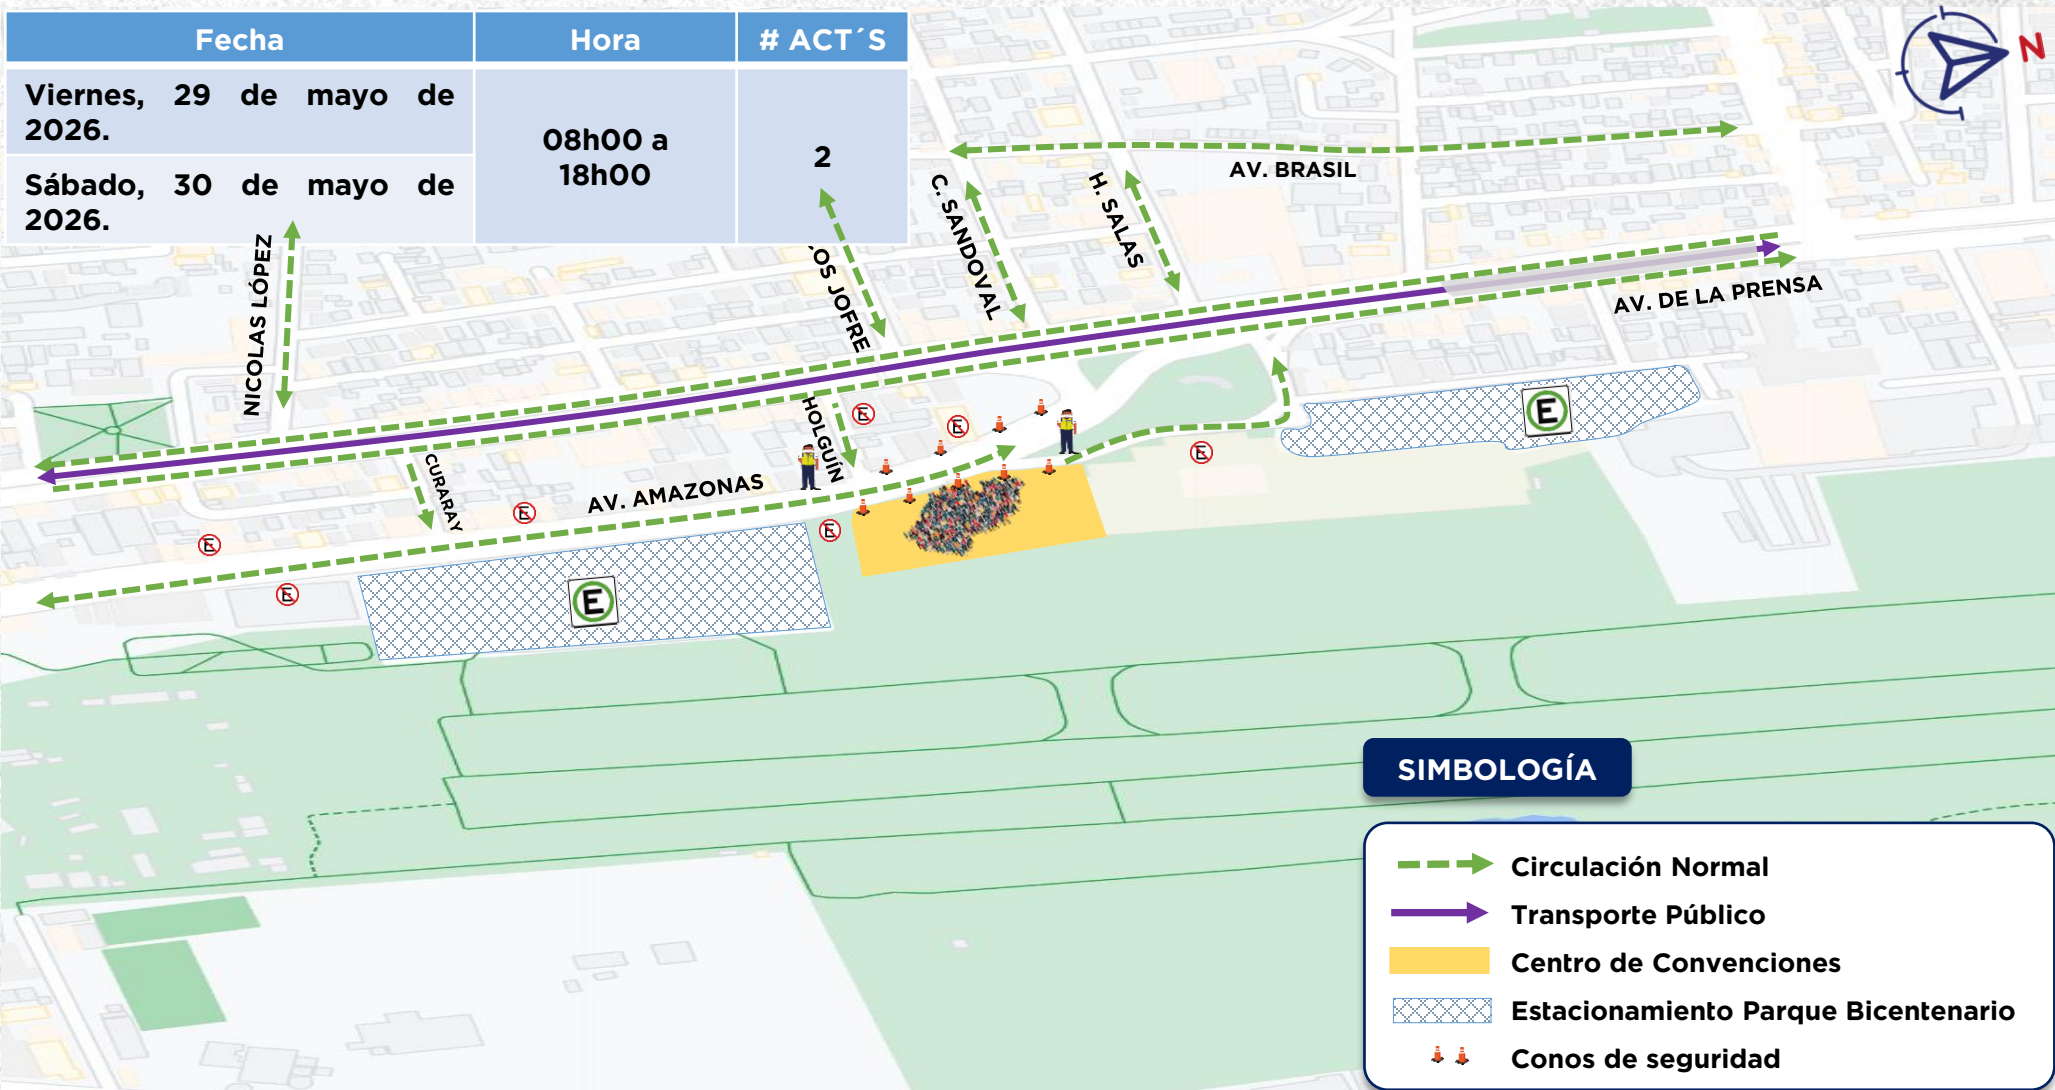 Fecha
Hora
# ACT´S
Viernes, 29 de mayo de
2026.
08h00 a
18h00
2
Sábado, 30 de mayo de
2026.
N
AV. BRASIL
C. SANDOVAL
H. SALAS
NICOLAS LÓPEZ
OS JOFRE
AV. DE LA PRENSA
HOLGUÍN
CURARAY
AV. AMAZONAS
E
E
E
E
E
E
E
E
E
SIMBOLOGÍA
Circulación Normal
Transporte Público
Centro de Convenciones
Estacionamiento Parque Bicentenario
Conos de seguridad